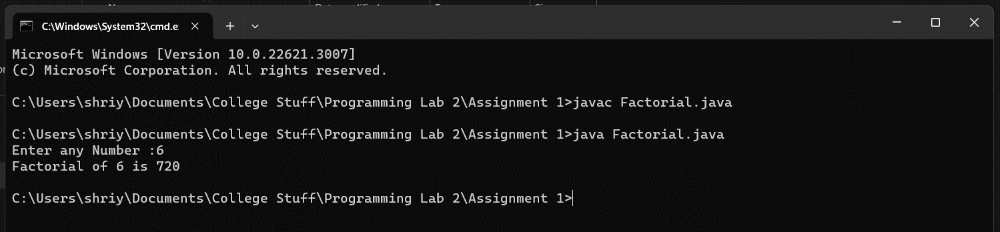 C:\Windows\System32\cmd.e
Microsoft Windows [Version 10.0.22621.3007]
(c) Microsoft Corporation. All rights reserved.
C:\Users\shriy\Documents\College Stuff\Programming Lab 2\Assignment 1>javac Factorial.java
C:\Users\shriy\Documents\College Stuff\Programming Lab 2\Assignment 1>java Factorial.java
Enter any Number :6
Factorial of 6 is 720
C:\Users\shriy\Documents\College Stuff\Programming Lab 2\Assignment 1>